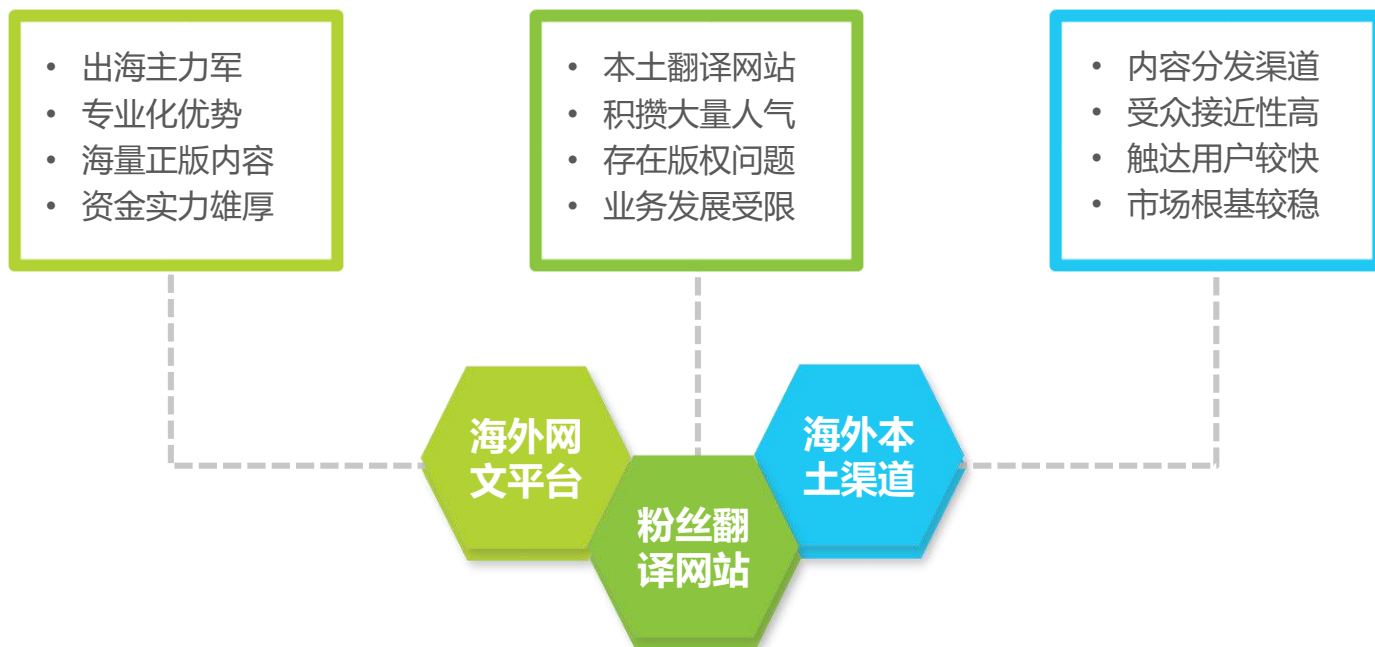 • 出海主力军
• 专业化优势
• 海量正版内容
• 资金实力雄厚
• 本土翻译网站
• 积攒大量人气
• 存在版权问题
• 业务发展受限
• 内容分发渠道
• 受众接近性高
• 触达用户较快
• 市场根基较稳
海外网
文平台
粉丝翻
译网站
海外本
土渠道